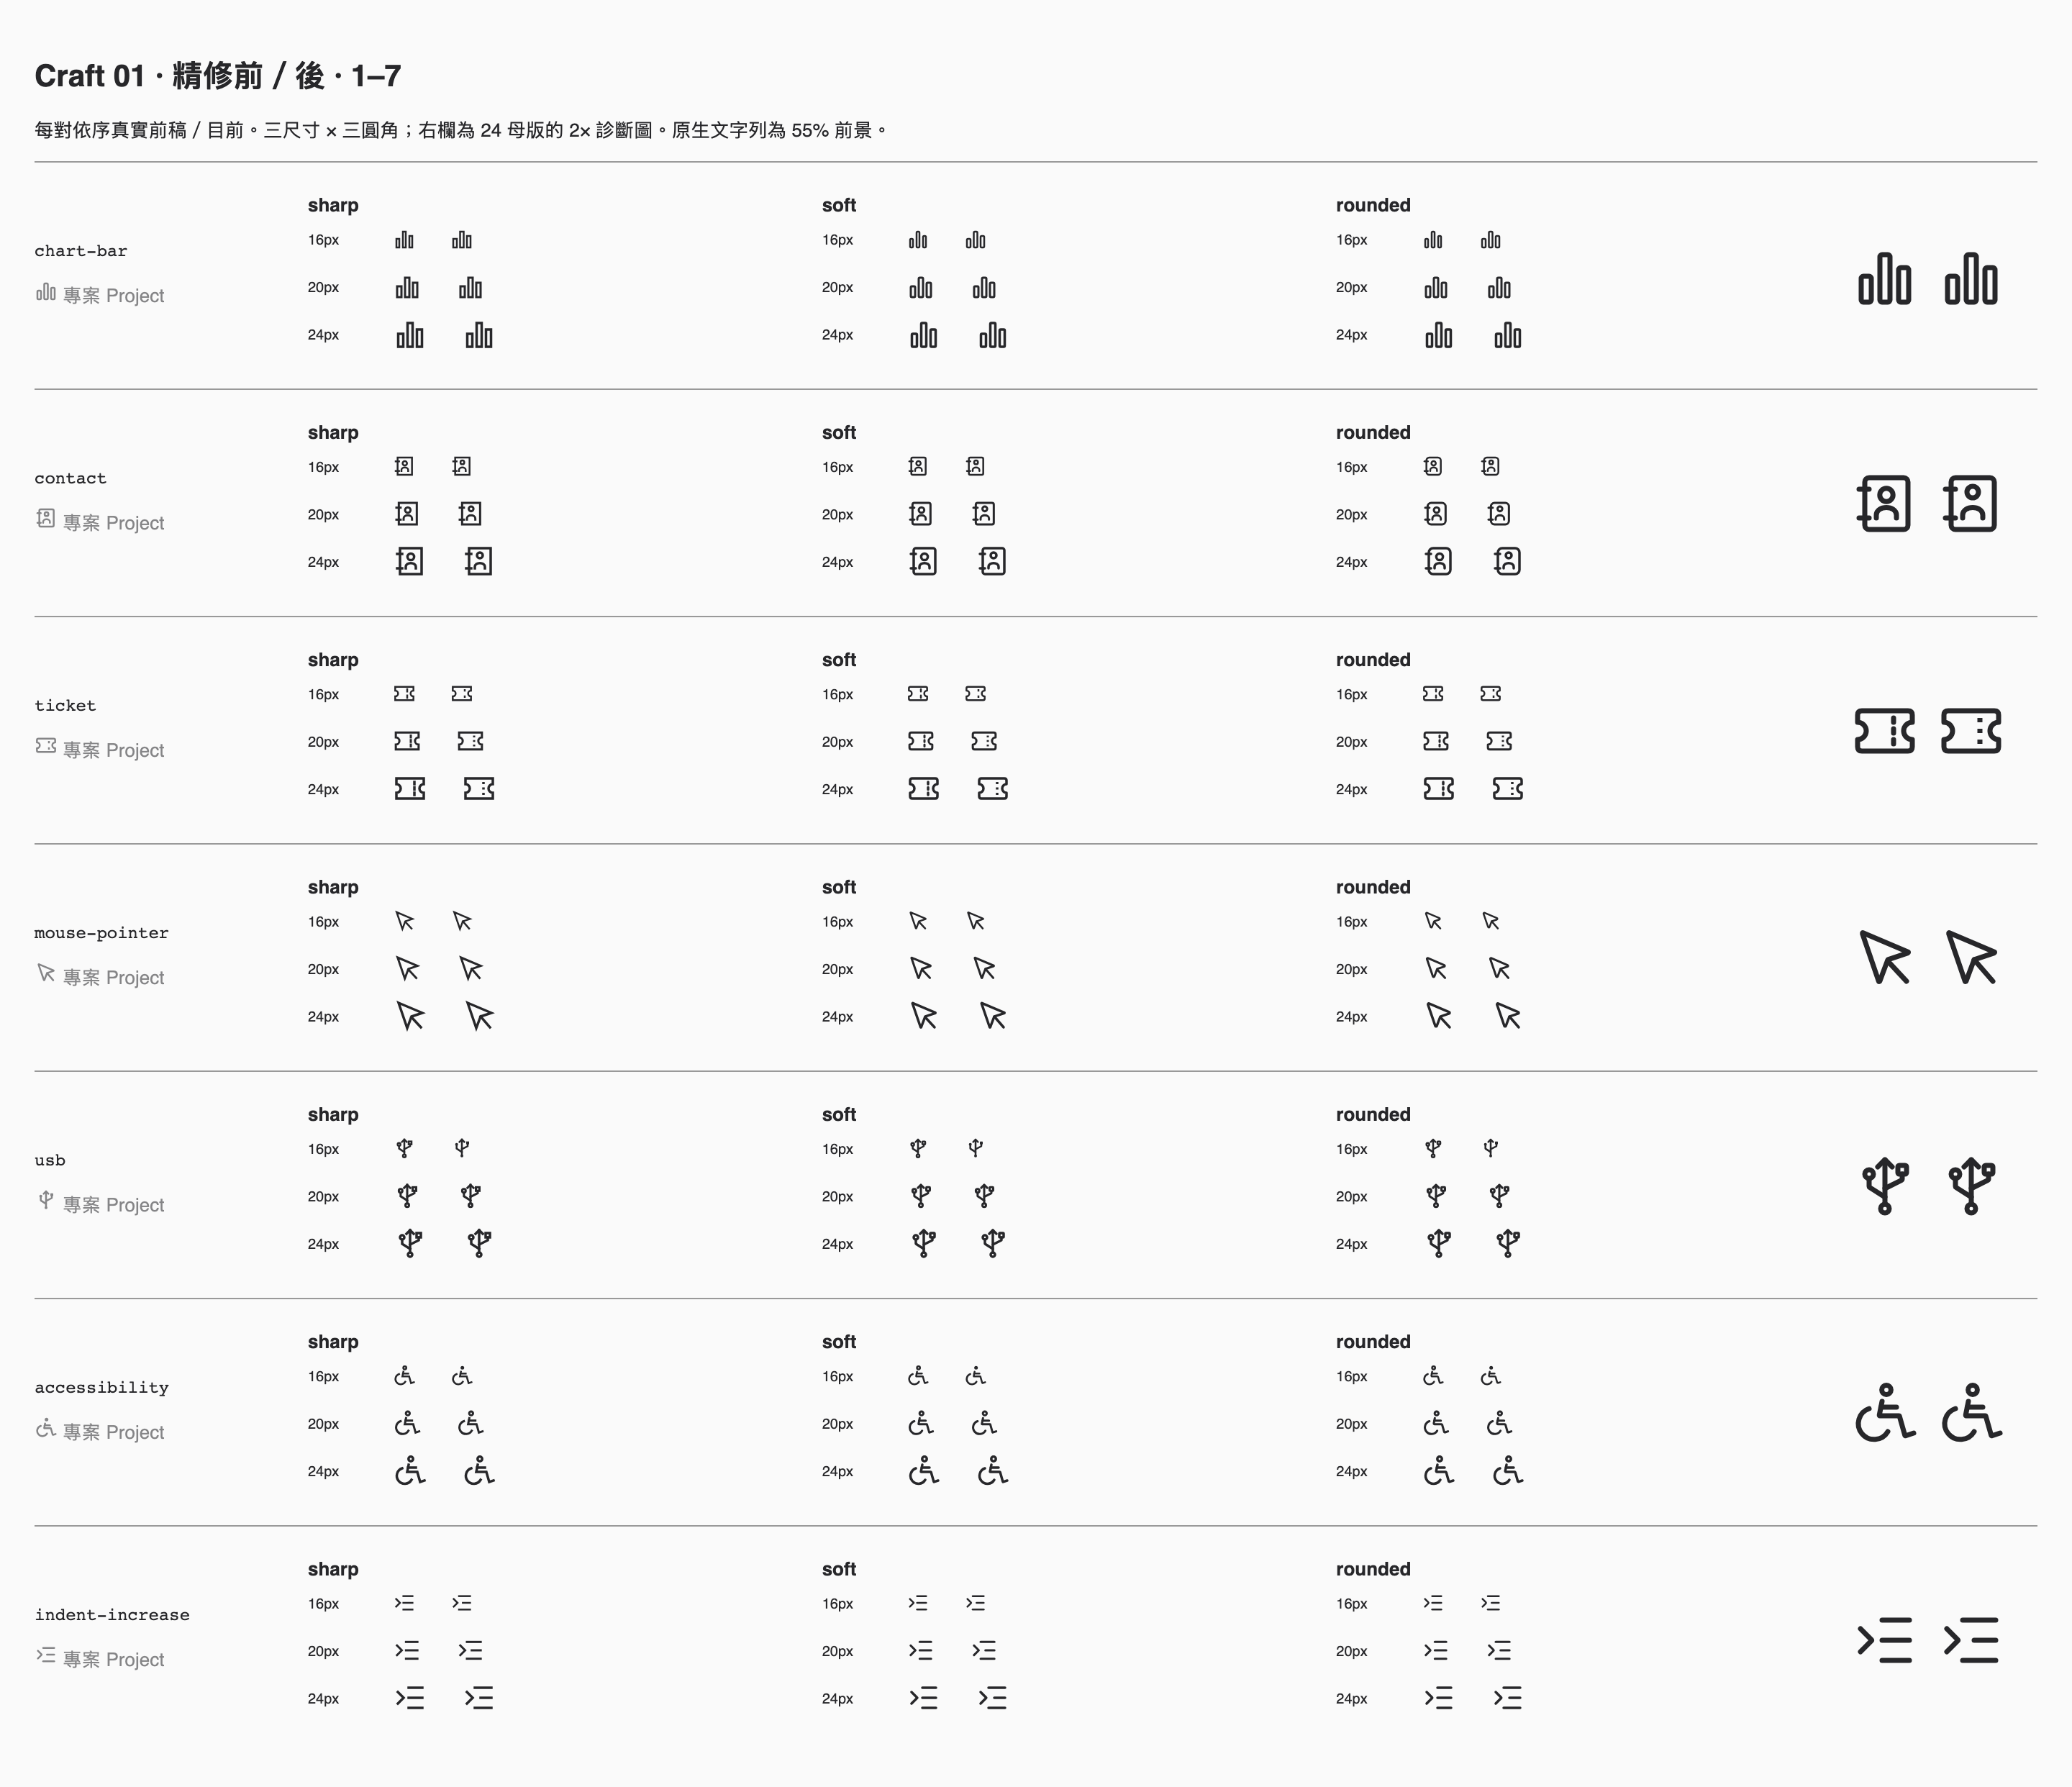 Craft 01 · 精修前 / 後 · 1–7
每對依序真實前稿 / 目前。三尺寸 × 三圓角；右欄為 24 母版的 2× 診斷圖。原生文字列為 55% 前景。
chart-bar
專案 Project
sharp
16px
20px
24px
soft
16px
20px
24px
rounded
16px
20px
24px
contact
專案 Project
sharp
16px
20px
24px
soft
16px
20px
24px
rounded
16px
20px
24px
ticket
專案 Project
sharp
16px
20px
24px
soft
16px
20px
24px
rounded
16px
20px
24px
mouse-pointer
專案 Project
sharp
16px
20px
24px
soft
16px
20px
24px
rounded
16px
20px
24px
usb
專案 Project
sharp
16px
20px
24px
soft
16px
20px
24px
rounded
16px
20px
24px
accessibility
專案 Project
sharp
16px
20px
24px
soft
16px
20px
24px
rounded
16px
20px
24px
indent-increase
專案 Project
sharp
16px
20px
24px
soft
16px
20px
24px
rounded
16px
20px
24px